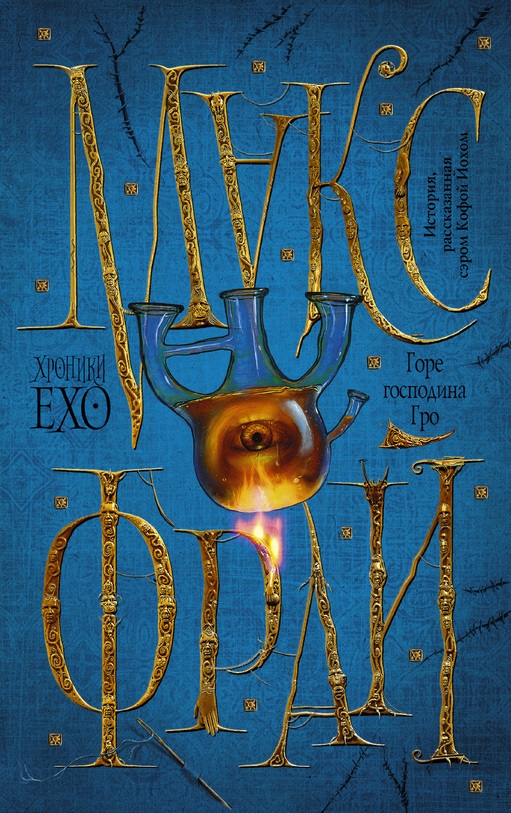 МАКС
История,
рассказанная
сэром Кофой Йохом
ХРОНИКИ
ЕХО
Горе
господина
Гро
ФРАЙ